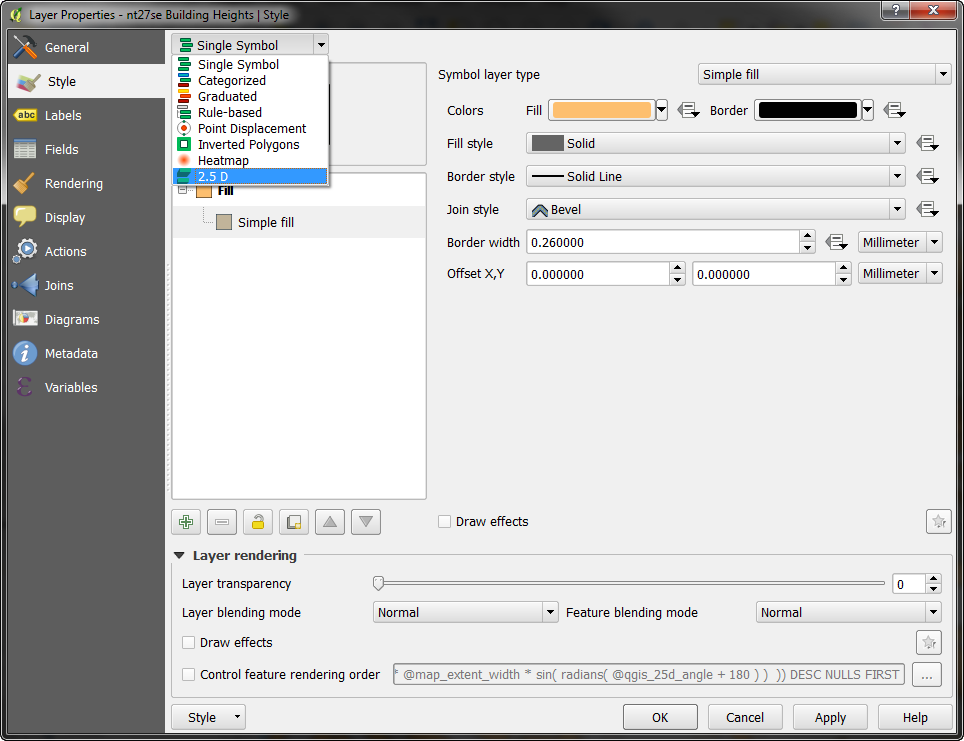 Layer Properties - nt27se Building Heights | Style
?
General
Style
Labels
abc
Fields
Rendering
Display
Actions
Joins
Diagrams
Metadata
Variables
Single Symbol
Single Symbol
Categorized
Graduated
Rule-based
Point Displacement
Inverted Polygons
Heatmap
2.5 D
Fill
Simple fill
Symbol layer type
Simple fill
Colors
Fill
Border
Fill style
Solid
Border style
Solid Line
Join style
Bevel
Border width
0.260000
Millimeter
Offset X,Y
0.000000
0.000000
Millimeter
Draw effects
Layer rendering
Layer transparency
0
Layer blending mode
Normal
Feature blending mode
Normal
Draw effects
Control feature rendering order
* @map_extent_width * sin( radians( @qgis_25d_angle + 180 ) ) )) DESC NULLS FIRST
...
Style
OK
Cancel
Apply
Help